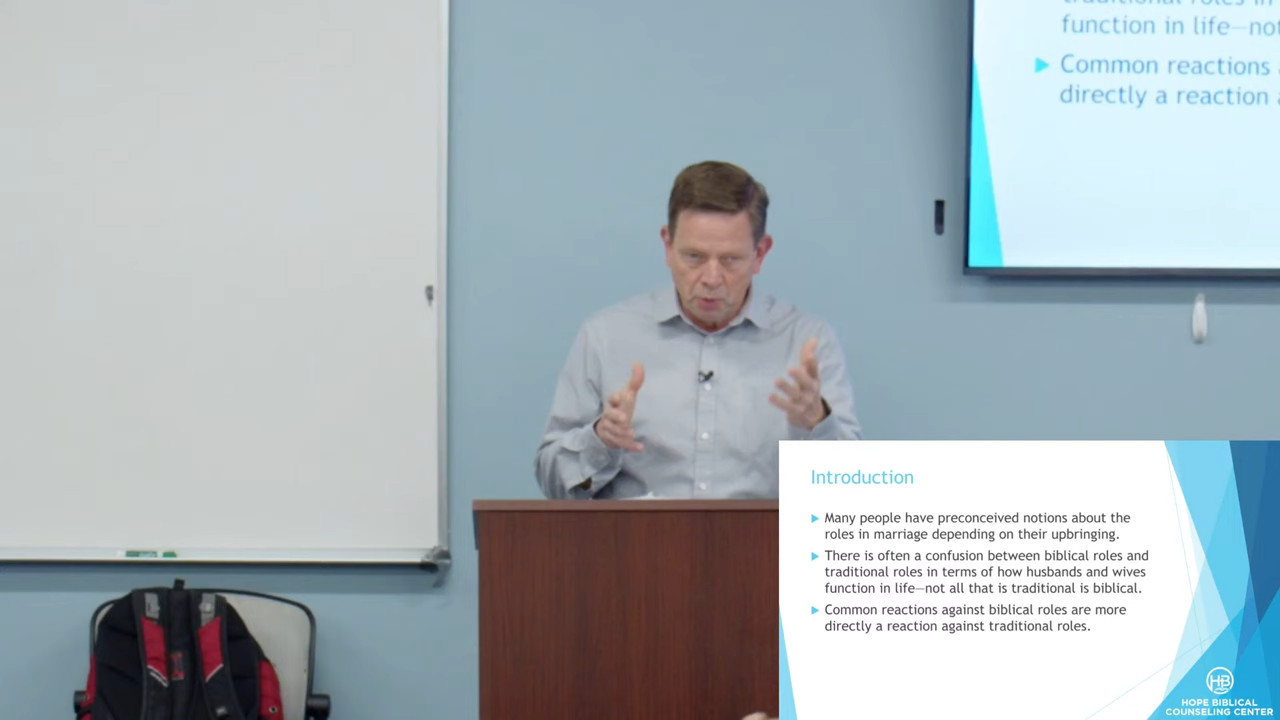 function in life—not
Common reactions
directly a reaction
Introduction
Many people have preconceived notions about the
roles in marriage depending on their upbringing.
There is often a confusion between biblical roles and
traditional roles in terms of how husbands and wives
function in life—not all that is traditional is biblical.
Common reactions against biblical roles are more
directly a reaction against traditional roles.
HB
HOPE BIBLICAL
COUNSELING CENTER